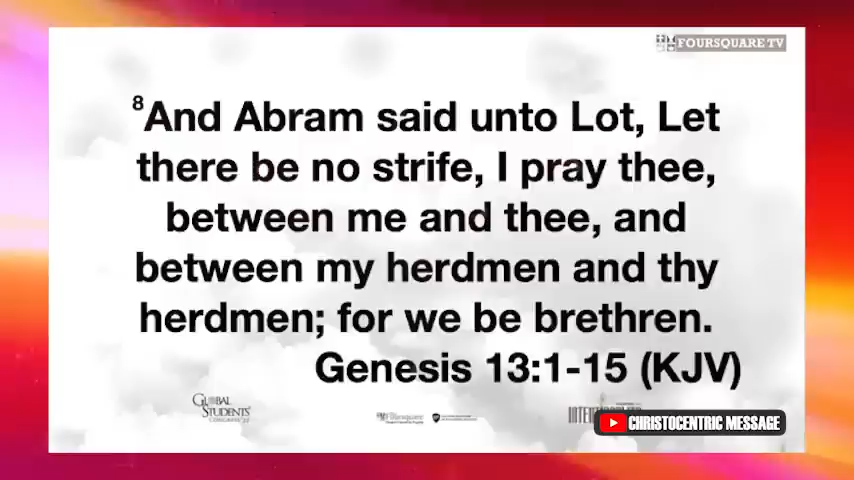 FOURSQUARE TV
⁸And Abram said unto Lot, Let
there be no strife, I pray thee,
between me and thee, and
between my herdmen and thy
herdmen; for we be brethren.
Genesis 13:1-15 (KJV)
GLOBAL
STUDENTS'
Foursquare
CHRISTOCENTRIC MESSAGE